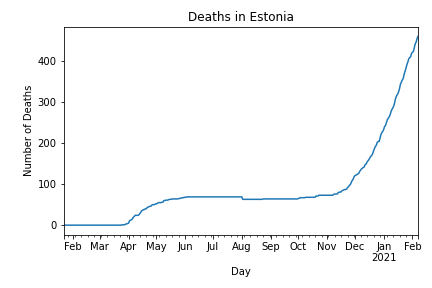 Deaths in Estonia
Number of Deaths
400
300
200
100
0
Feb Mar Apr May Jun Jul Aug Sep Oct Nov Dec Jan Feb
2021
Day